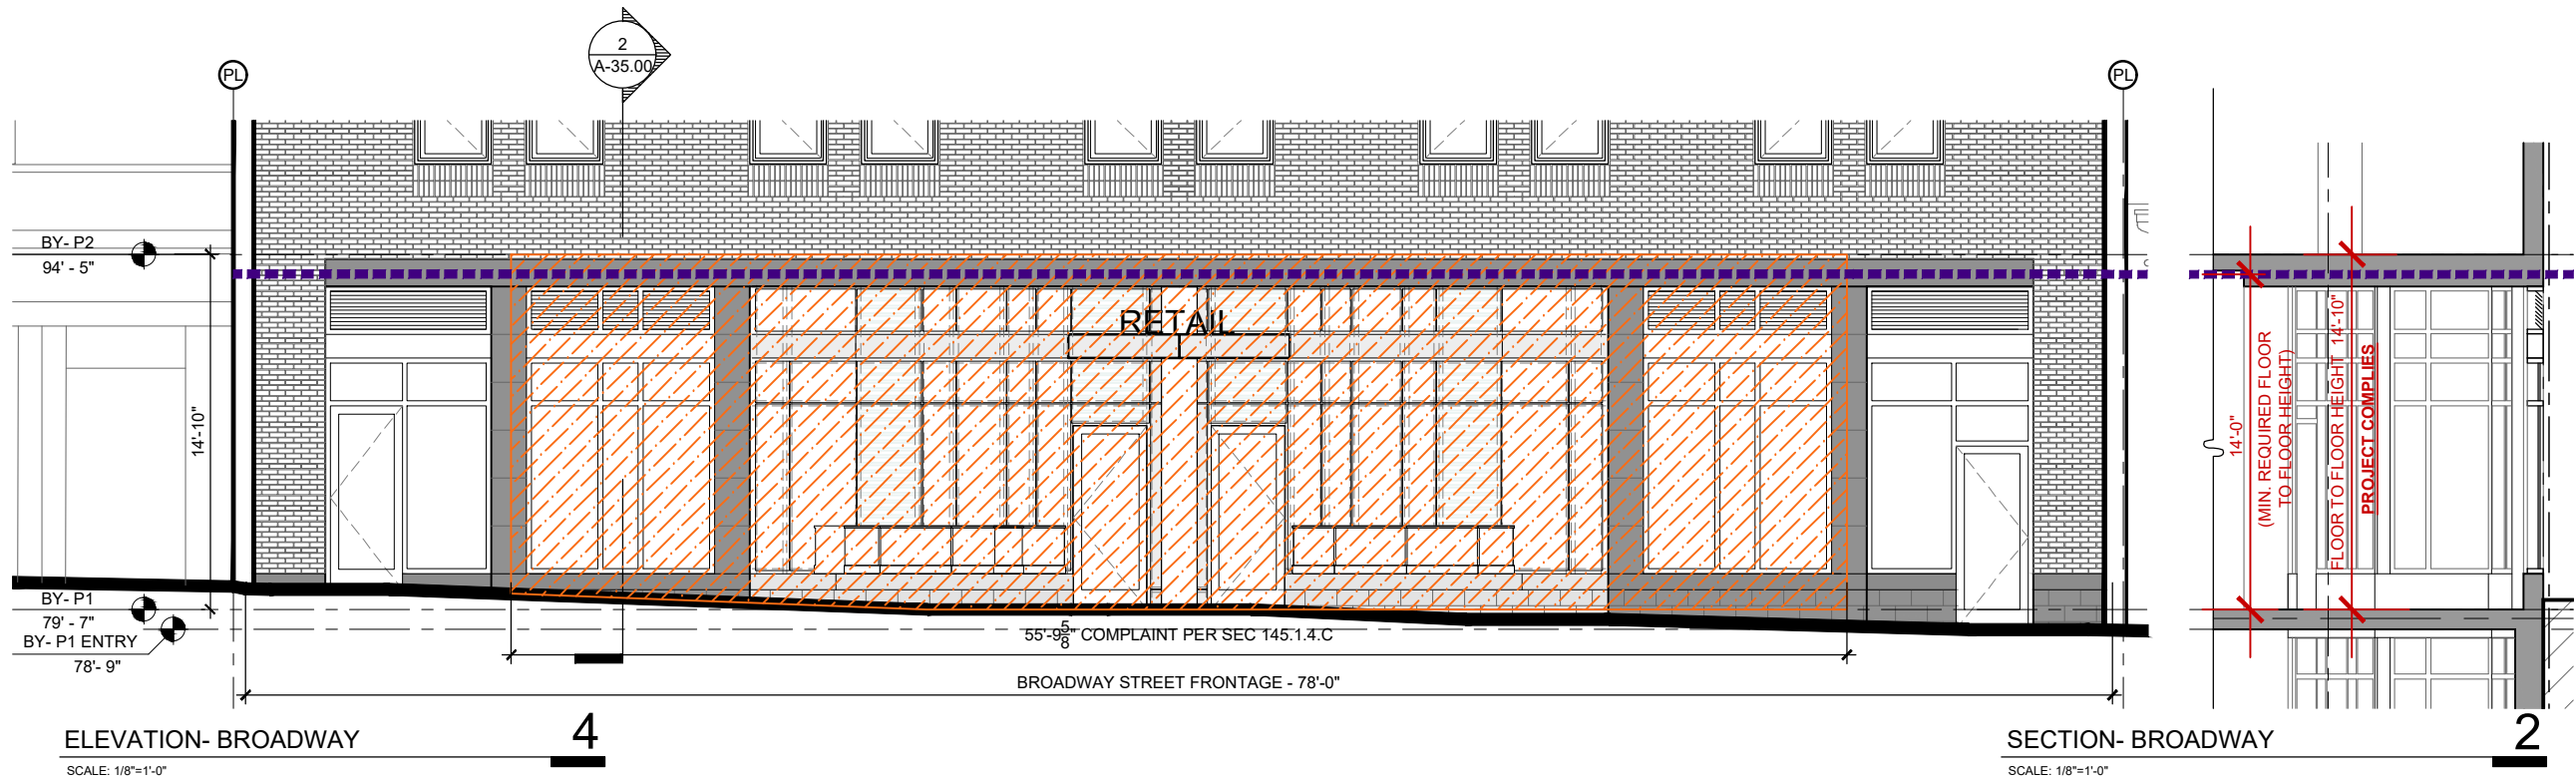 2
A-35.00
PL
PL
BY- P2
94' - 5"
14'-10"
RETAIL
BY- P1
79' - 7"
BY- P1 ENTRY
78'- 9"
55'-9 5/8" COMPLAINT PER SEC 145.1.4.C
BROADWAY STREET FRONTAGE - 78'-0"
ELEVATION- BROADWAY
4
SCALE: 1/8"=1'-0"
14'-0"
(MIN. REQUIRED FLOOR
TO FLOOR HEIGHT)
FLOOR TO FLOOR HEIGHT 14'-10"
PROJECT COMPLIES
SECTION- BROADWAY
2
SCALE: 1/8"=1'-0"